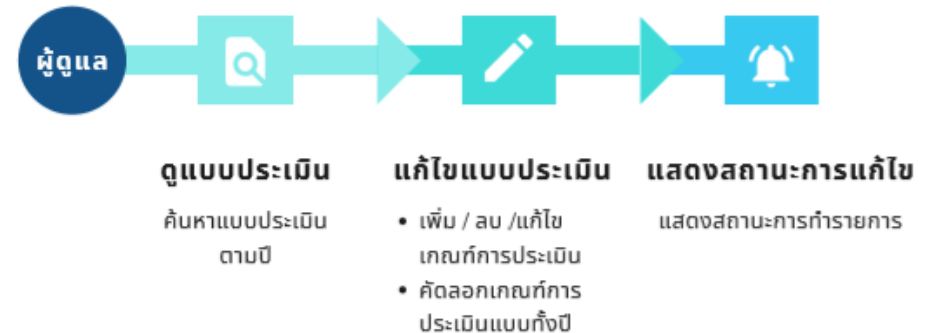 ผู้ดูแล
ดูแบบประเมิน
ค้นหาแบบประเมิน
ตามปี
แก้ไขแบบประเมิน
• เพิ่ม / ลบ /แก้ไข
เกณฑ์การประเมิน
• คัดลอกเกณฑ์การ
ประเมินแบบทั้งปี
แสดงสถานะการแก้ไข
แสดงสถานะการทำรายการ